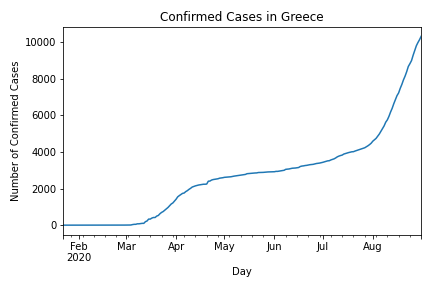 Confirmed Cases in Greece
Number of Confirmed Cases
10000
8000
6000
4000
2000
0
Feb Mar Apr May Jun Jul Aug
2020
Day